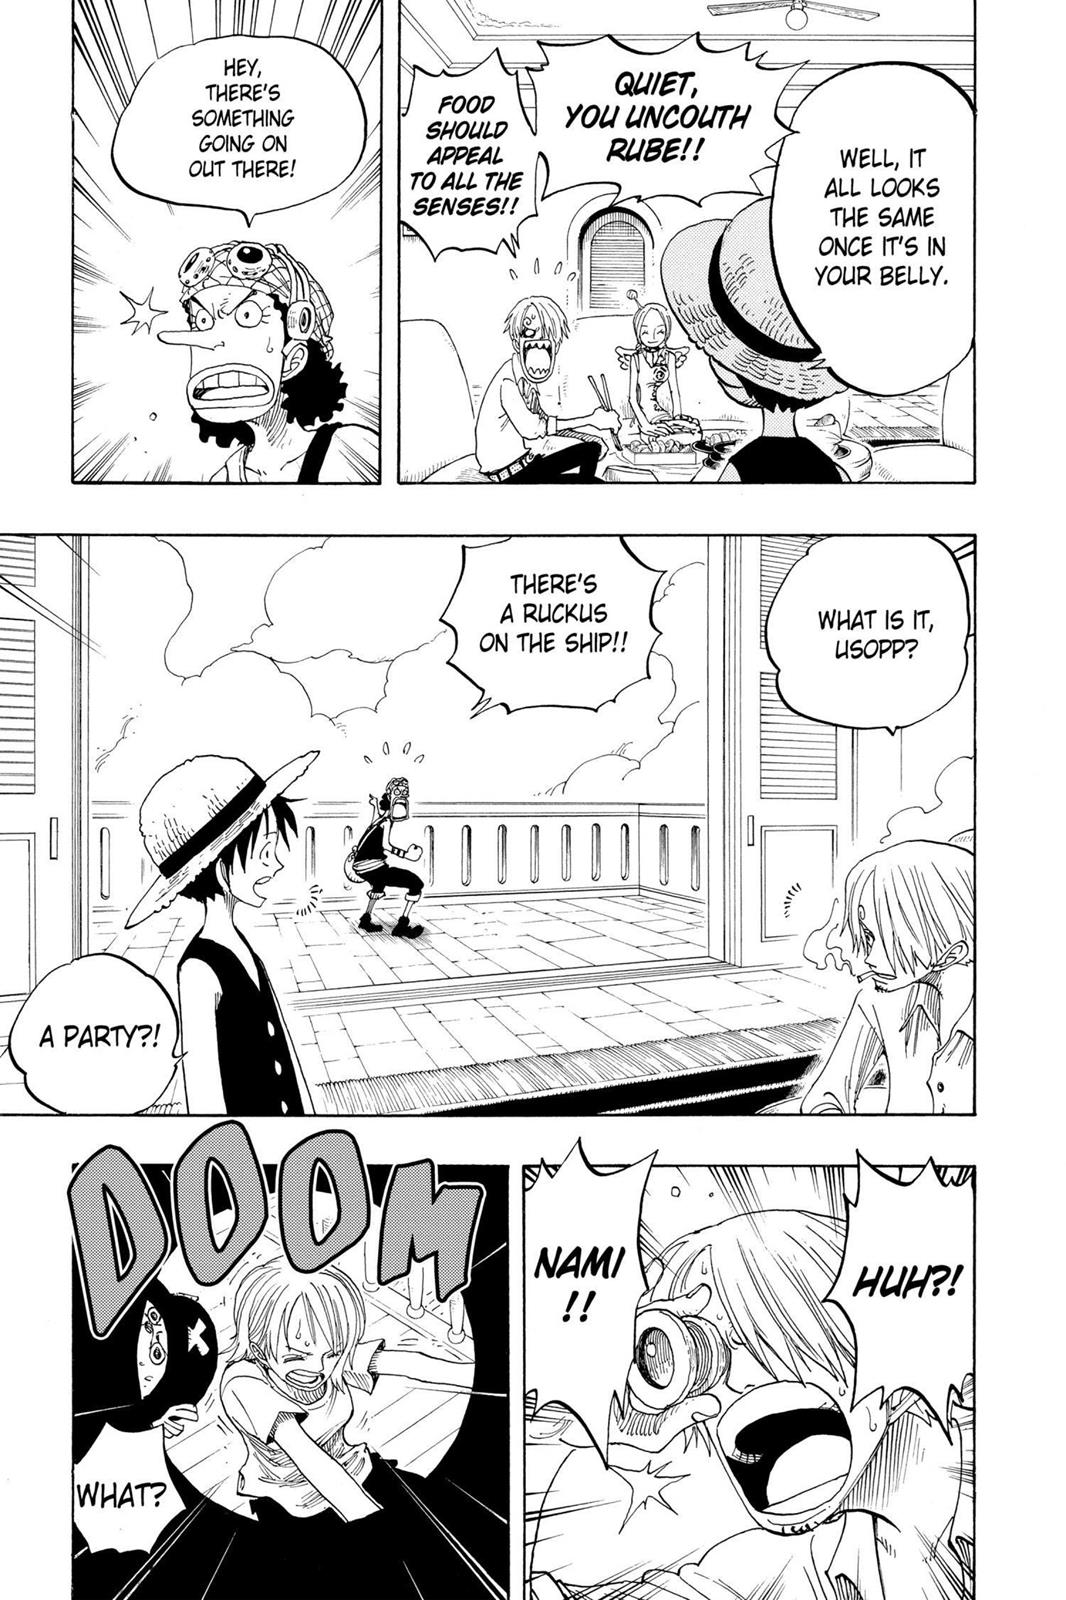 WELL, IT
ALL LOOKS
THE SAME
ONCE IT'S IN
YOUR BELLY.
QUIET,
YOU UNCOUTH
RUBE!!
FOOD
SHOULD
APPEAL
TO ALL THE
SENSES!!
HEY,
THERE'S
SOMETHING
GOING ON
OUT THERE!
WHAT IS IT,
USOPP?
THERE'S
A RUCKUS
ON THE SHIP!!
A PARTY?!
HUH?!
NAMI
!!
DOOM
WHAT?